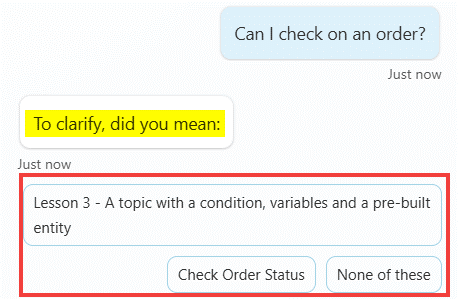 Can I check on an order?
Just now
To clarify, did you mean:
Just now
Lesson 3 - A topic with a condition, variables and a pre-built
entity
Check Order Status
None of these